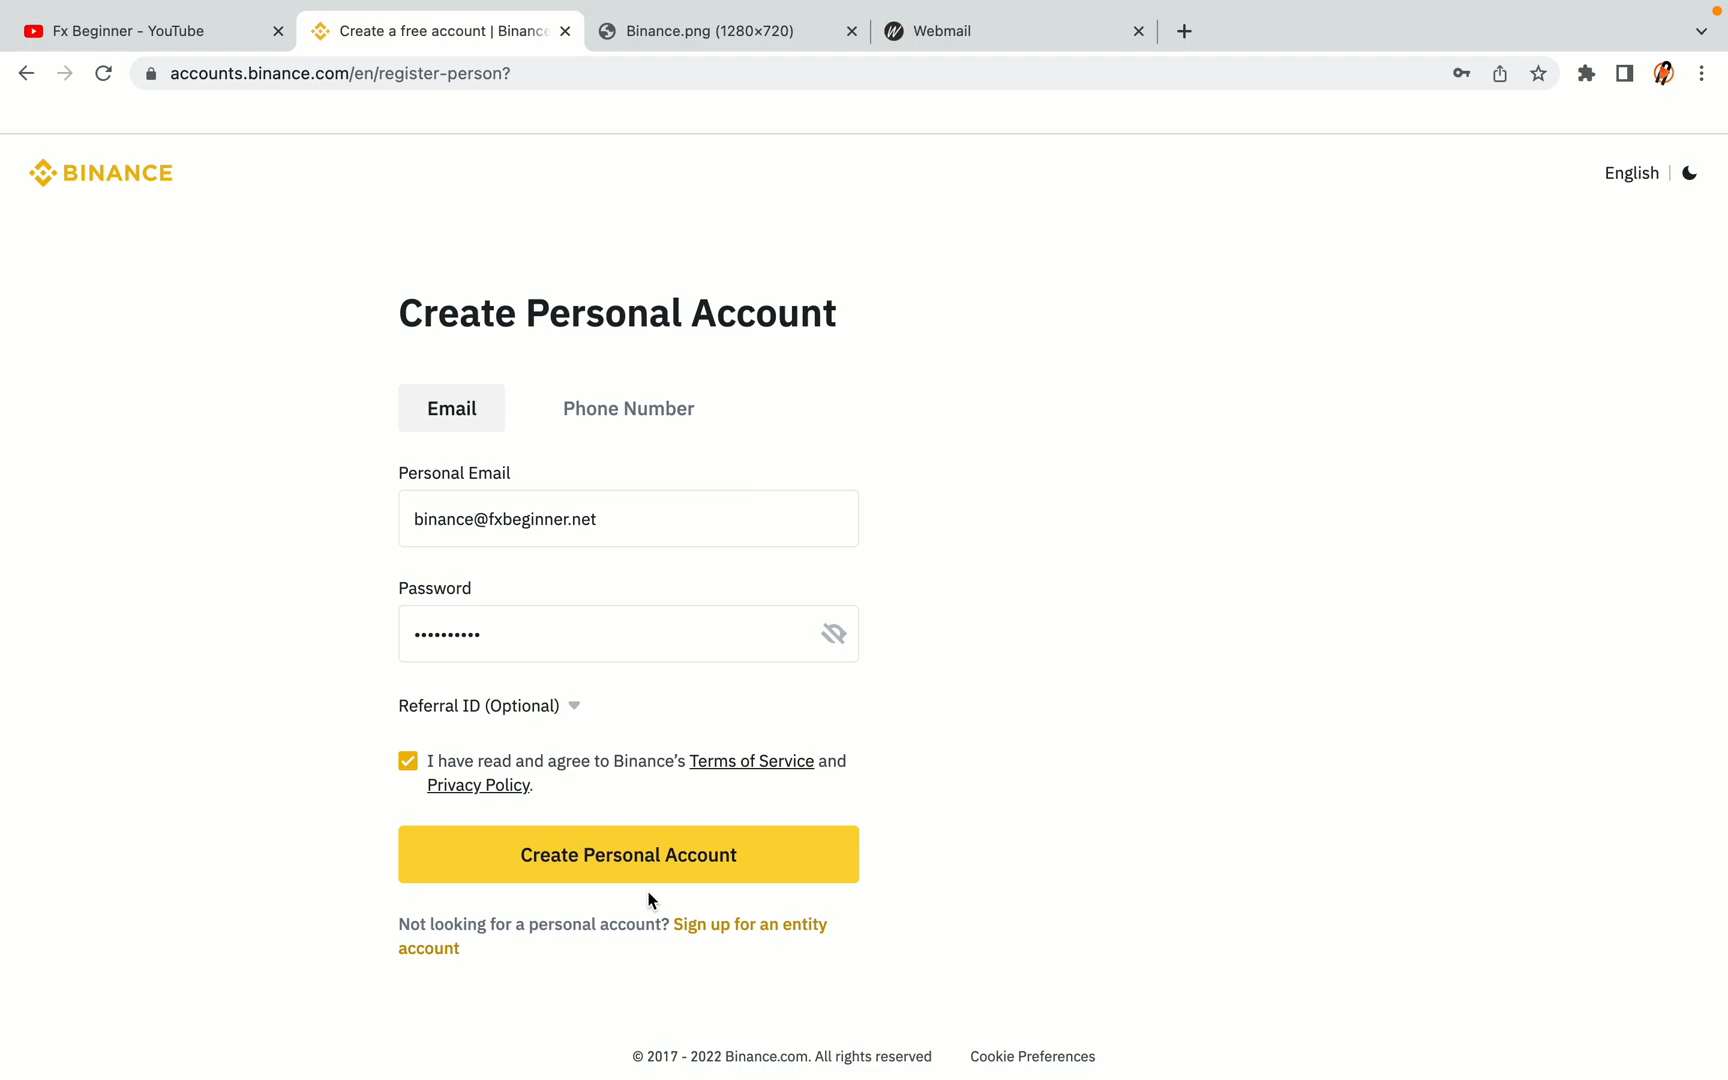 Fx Beginner - YouTube
Create a free account | Binance
Binance.png (1280×720)
Webmail
accounts.binance.com/en/register-person?
BINANCE
English
Create Personal Account
Email
Phone Number
Personal Email
binance@fxbeginner.net
Password
••••••••••
Referral ID (Optional)
I have read and agree to Binance’s Terms of Service and
Privacy Policy.
Create Personal Account
Not looking for a personal account? Sign up for an entity
account
© 2017 - 2022 Binance.com. All rights reserved
Cookie Preferences